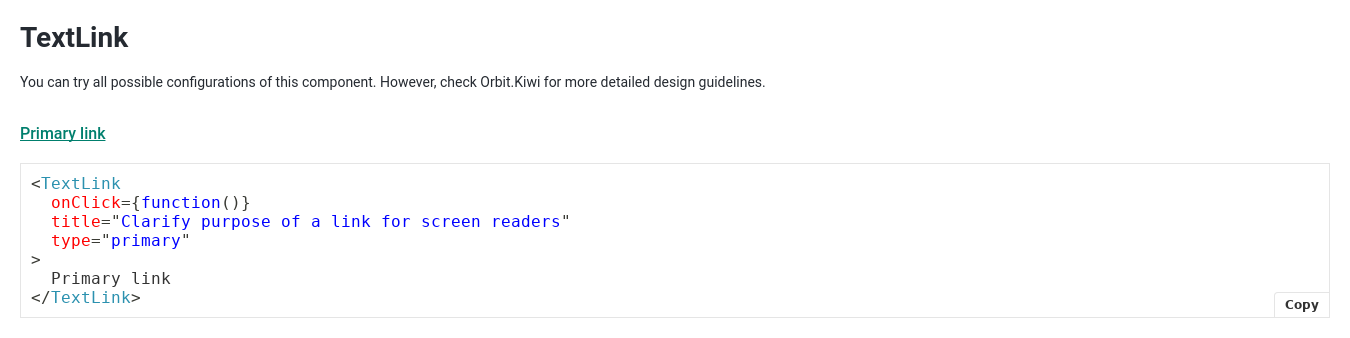 TextLink
You can try all possible configurations of this component. However, check Orbit.Kiwi for more detailed design guidelines.
Primary link
<TextLink
  onClick={function()}
  title="Clarify purpose of a link for screen readers"
  type="primary"
>
  Primary link
</TextLink>
Copy